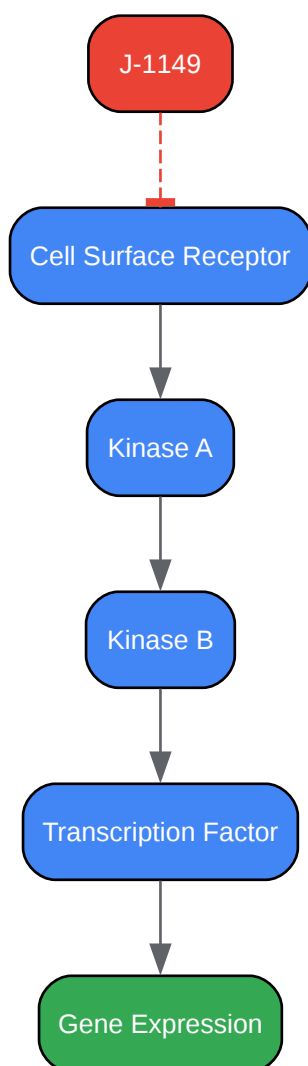 J-1149
Cell Surface Receptor
Kinase A
Kinase B
Transcription Factor
Gene Expression